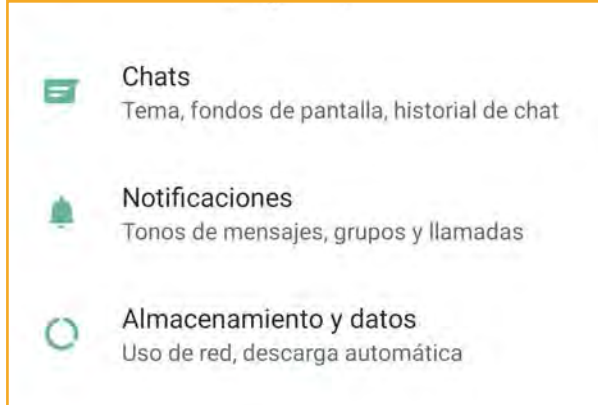 Chats
Tema, fondos de pantalla, historial de chat
Notificaciones
Tonos de mensajes, grupos y llamadas
Almacenamiento y datos
Uso de red, descarga automática